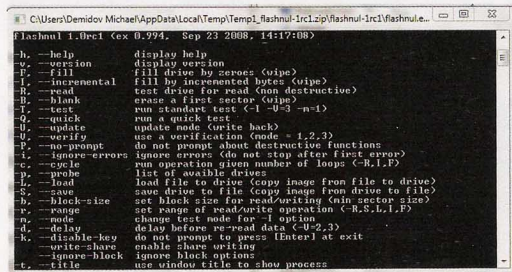 C:\Users\Demidov Michael\AppData\Local\Temp\Temp1_flashnul-1rc1.zip\flashnul-1rc1\flashnul.e...
flashnul 1.0rc1 (ex 0.994, Sep 23 2008, 14:17:08)
-h, --help display help
-v, --version display version
-F, --fill fill drive by zeroes (wipe)
-I, --incremental fill by incremented bytes (wipe)
-R, --read test drive for read (non destructive)
-B, --blank erase a first sector (wipe)
-T, --test run standart test (-I -V=3 -n=1)
-Q, --quick run a quick test
-U, --update update mode (write back)
-V, --verify use a verification (mode = 1,2,3)
-P, --no-prompt do not prompt about destructive functions
-i, --ignore-errors ignore errors (do not stop after first error)
-c, --cycle run operation given number of loops (-R,I,F)
-p, --probe list of avaible drives
-L, --load load file to drive (copy image from file to drive)
-S, --save save drive to file (copy image from drive to file)
-b, --block-size set block size for read/writing (min sector size)
-r, --range set range of read/write operation (-R,S,L,I,F)
-n, --mode change test mode for -I option
-d, --delay delay before re-read data (-V=2,3)
-k, --disable-key do not prompt to press [Enter] at exit
--write-share enable share writing
--ignore-block ignore block options
-t, --title use window title to show process